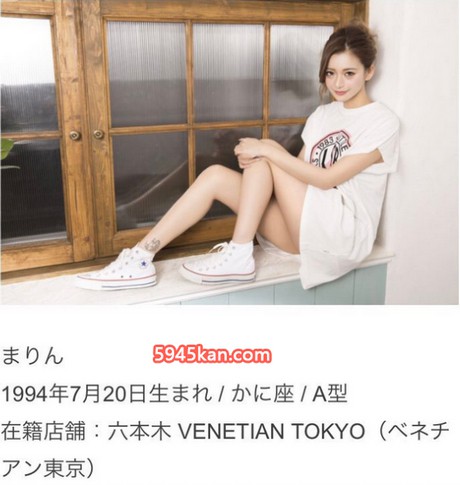 まりん
5945kan.com
1994年7月20日生まれ / かに座 / A型
在籍店舗：六本木 VENETIAN TOKYO（ベネチ
アン東京）